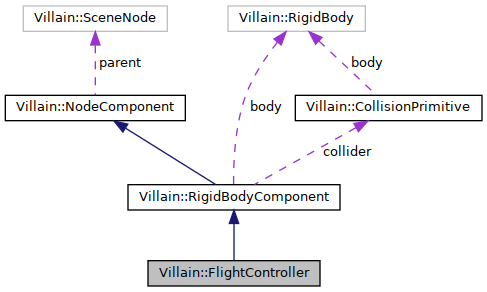 Villain::SceneNode
Villain::RigidBody
parent
body
Villain::NodeComponent
body
Villain::CollisionPrimitive
collider
Villain::RigidBodyComponent
Villain::FlightController